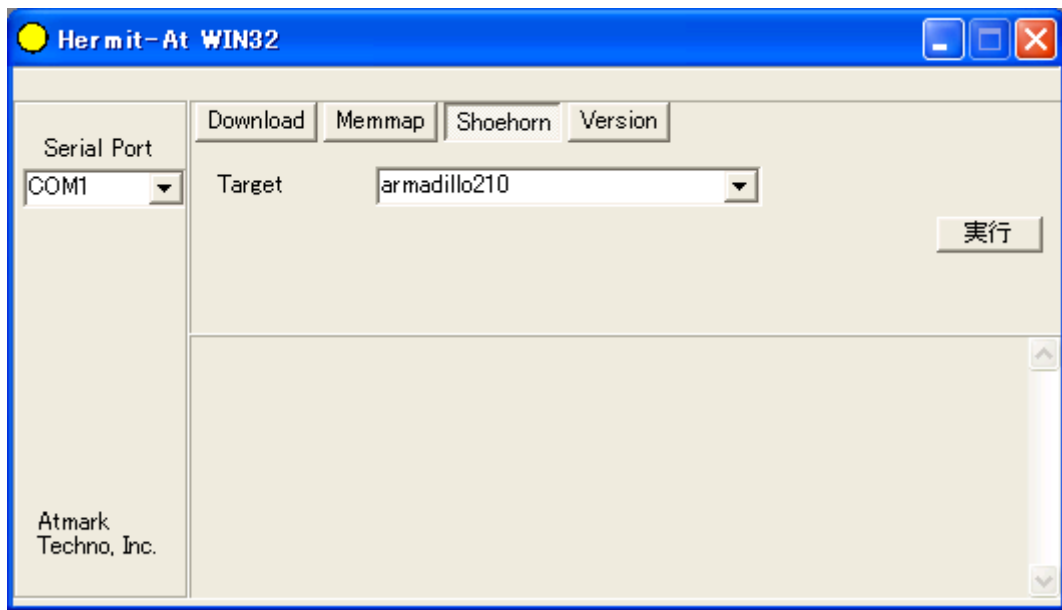 Hermit-At WIN32
Serial Port
COM1
Download Memmap Shoehorn Version
Target armadillo210
実行
Atmark
Techno, Inc.